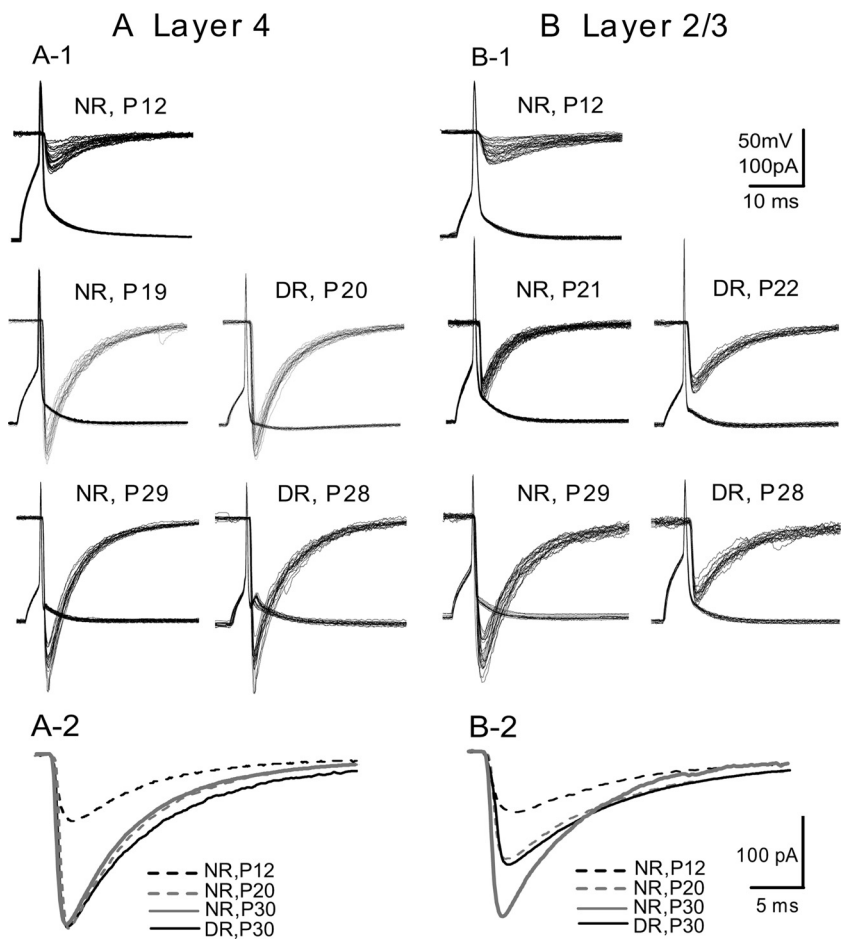 A Layer 4
B Layer 2/3
A-1
B-1
NR, P12
NR, P12
50mV
100pA
10 ms
NR, P19
DR, P20
NR, P21
DR, P22
NR, P29
DR, P28
NR, P29
DR, P28
A-2
B-2
NR,P12
NR,P20
NR,P30
DR,P30
NR,P12
NR,P20
NR,P30
DR,P30
100 pA
5 ms